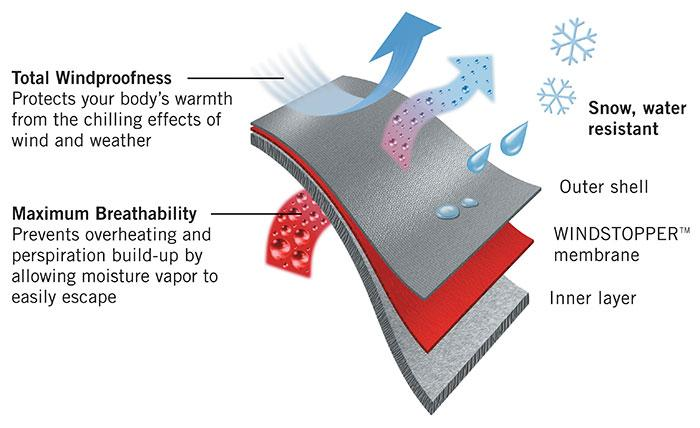 Total Windproofness
Protects your body's warmth
from the chilling effects of
wind and weather
Snow, water
resistant
Outer shell
Maximum Breathability
Prevents overheating and
perspiration build-up by
allowing moisture vapor to
easily escape
WINDSTOPPER™
membrane
Inner layer